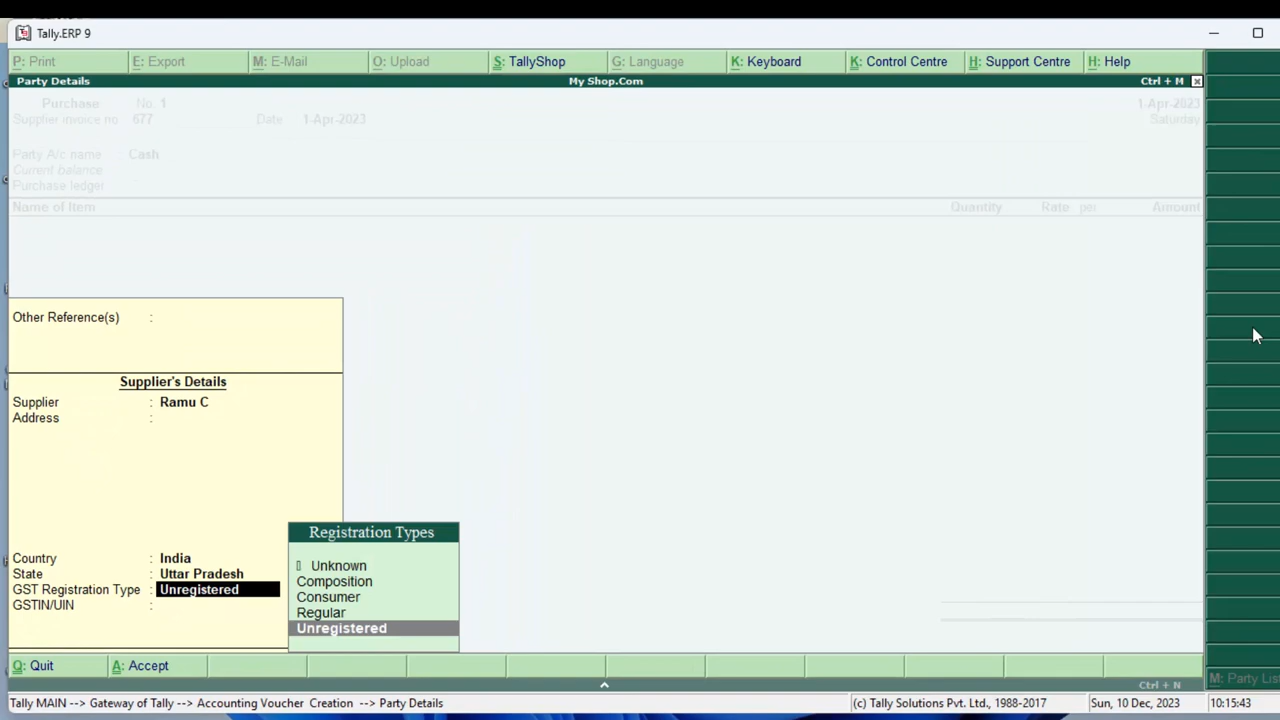 Tally.ERP 9
P: Print E: Export M: E-Mail O: Upload S: TallyShop G: Language K: Keyboard K: Control Centre H: Support Centre H: Help
Party Details My Shop.Com Ctrl + M
Purchase No. 1 1-Apr-2023
Supplier invoice no 677 Date 1-Apr-2023 Saturday
Party A/c name Cash
Current balance
Purchase ledger
Name of Item Quantity Rate per Amount
Other Reference(s) :
Supplier's Details
Supplier : Ramu C
Address :
Registration Types
Country : India
State : Uttar Pradesh
GST Registration Type : Unregistered
GSTIN/UIN :
Unknown
Composition
Consumer
Regular
Unregistered
Q: Quit A: Accept
M: Party Lis
Ctrl + N
Tally MAIN --> Gateway of Tally --> Accounting Voucher Creation --> Party Details (c) Tally Solutions Pvt. Ltd., 1988-2017 Sun, 10 Dec, 2023 10:15:43